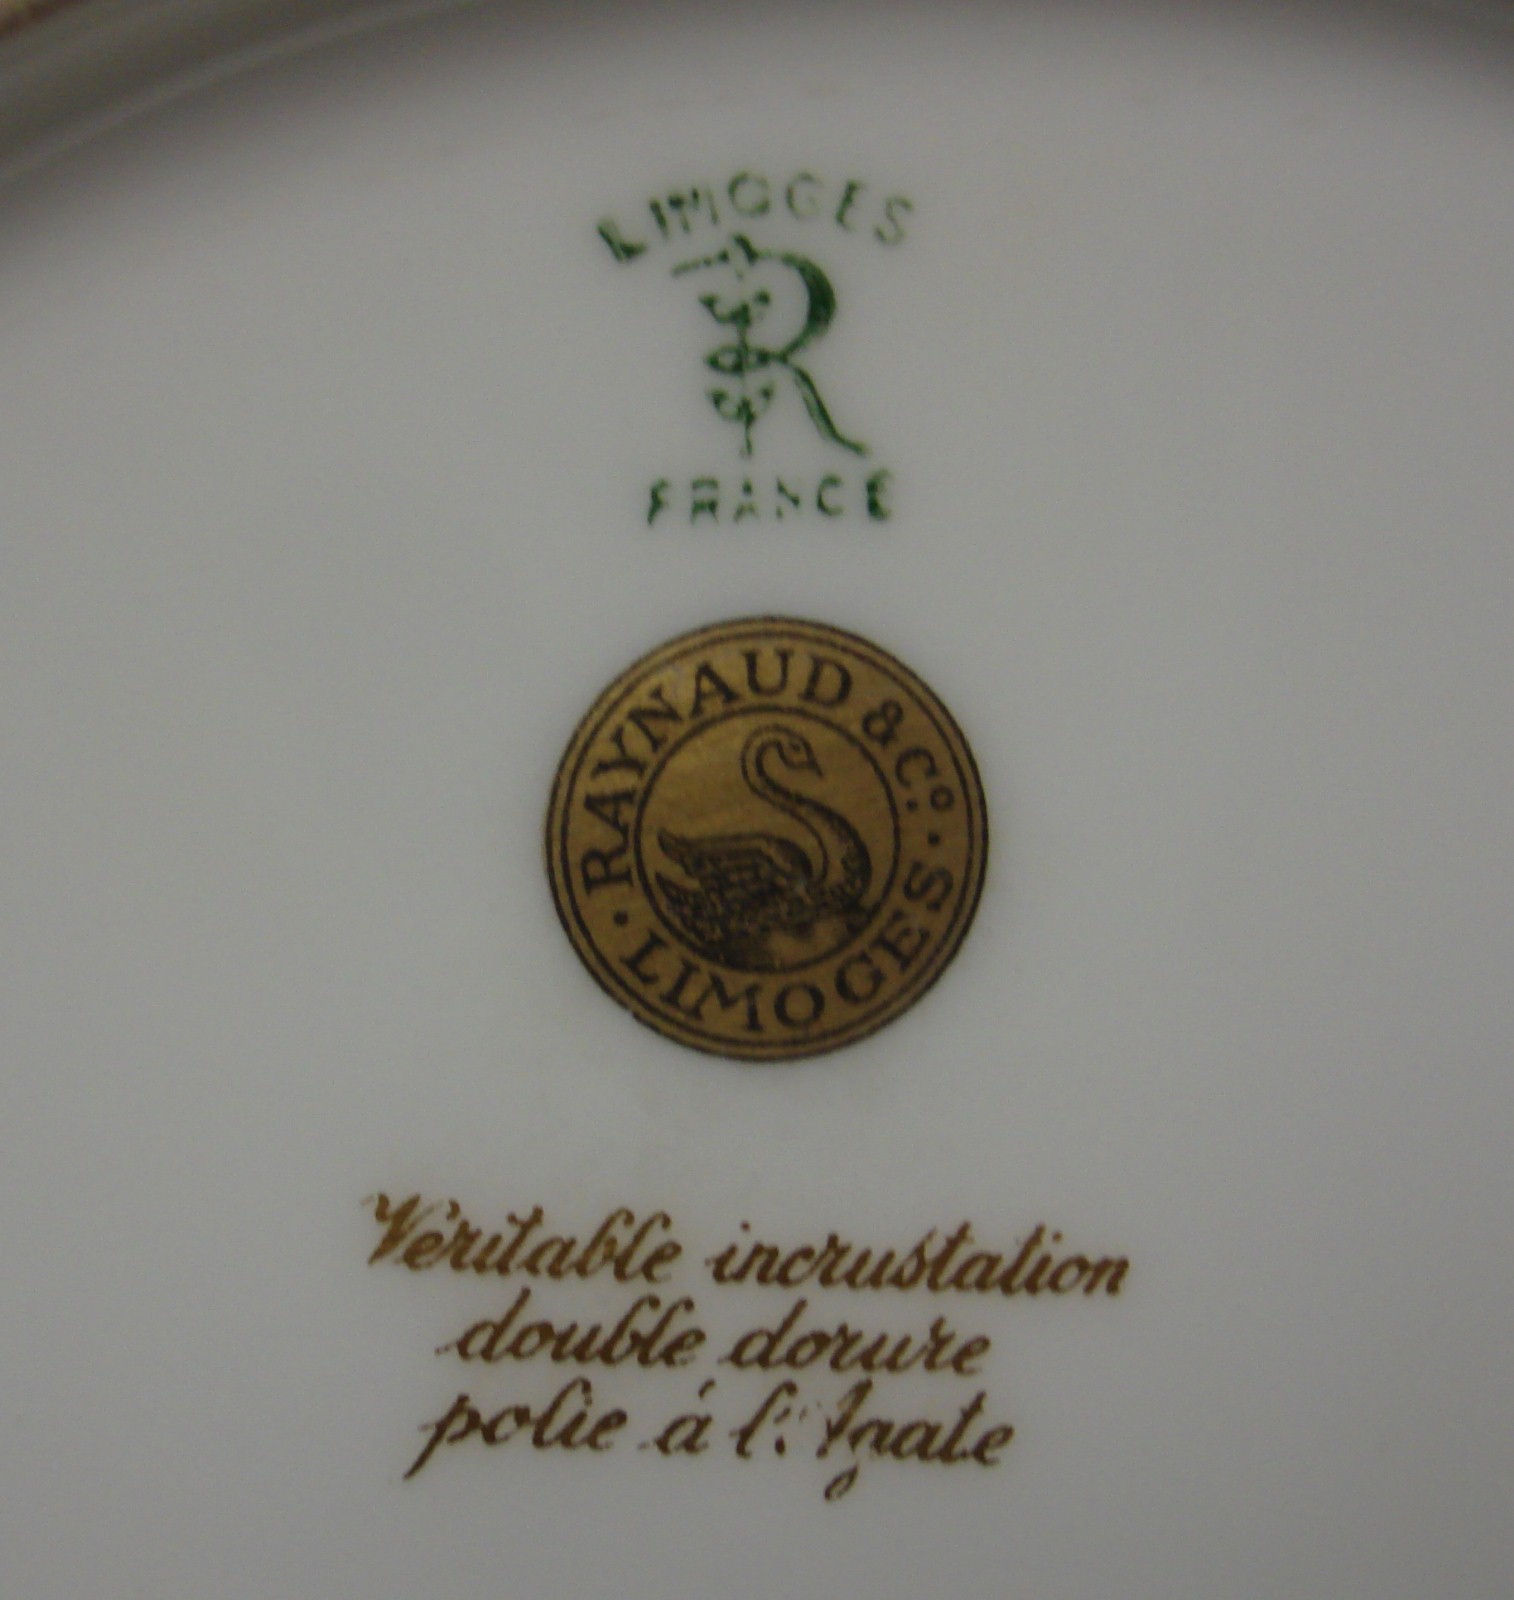 LIMOGES
R
FRANCE
RAYNAUD & Cº
· LIMOGES ·
Véritable incrustation
double dorure
polie à l'Agate